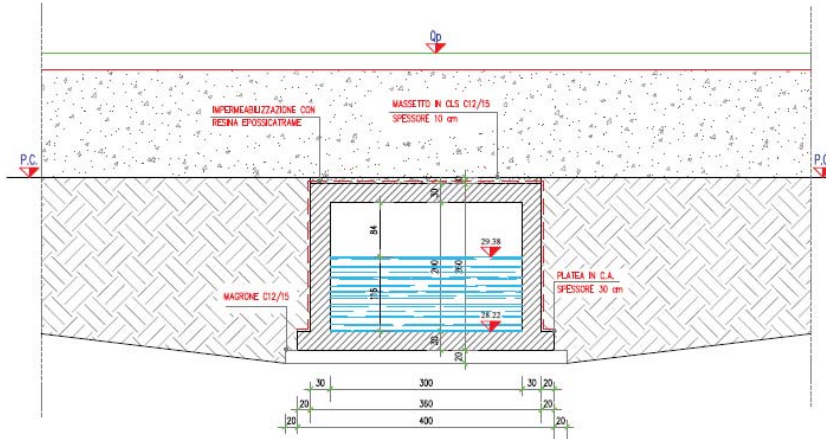 Qp
IMPERMEABILIZZAZIONE CON
RESINA EPOSSICATRAME
MASSETTO IN CLS C12/15
SPESSORE 10 cm
P.C.
P.C.
30
84
29.38
200
260
MAGRONE C12/15
PLATEA IN C.A.
SPESSORE 30 cm
28.22
30
20
30 300 30 20
20 360 20
20 400 20